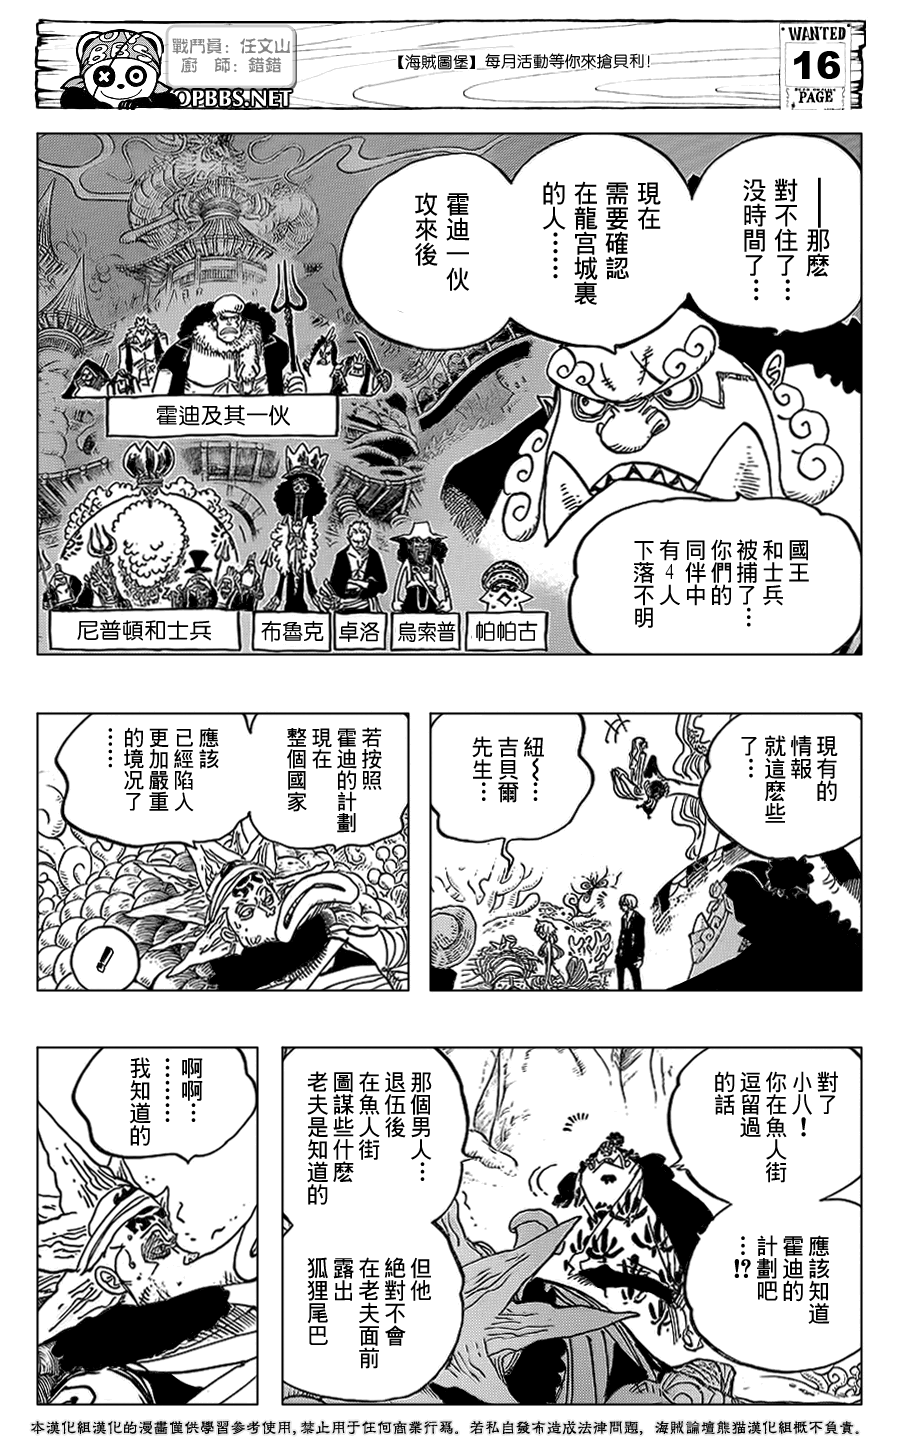 戰鬥員: 任文山
廚　師: 錯錯
OPBBS.NET
【海賊圖堡】每月活動等你來搶貝利!
WANTED
16
PAGE
——那麼
對不住了…
没時間了…
現在
需要確認
在龍宫城裏
的人……
霍迪一伙
攻來後
霍迪及其一伙
國王
和士兵
被捕了…
你們的
同伴中
有4人
下落不明
尼普頓和士兵
布魯克
卓洛
烏索普
帕帕古
現有的
情報
就這麽些
了…
紐~~……
吉貝爾
先生…
若按照
霍迪的計劃
現在
整個國家
應該
已經陷入
更加嚴重
的境况了
……
!
對了
小八!
你在魚人街
逗留過
的話
應該知道
霍迪的
計劃吧
…!?
那個男人…
退伍後
在魚人街
圖謀些什麽
老夫是知道的
但他
絕對不會
在老夫面前
露出
狐狸尾巴
啊啊…
………
我知道的
本漢化組漢化的漫畫僅供學習參考使用,禁止用于任何商業行爲。若私自發布造成法律問題，海賊論壇熊猫漢化組概不負責。